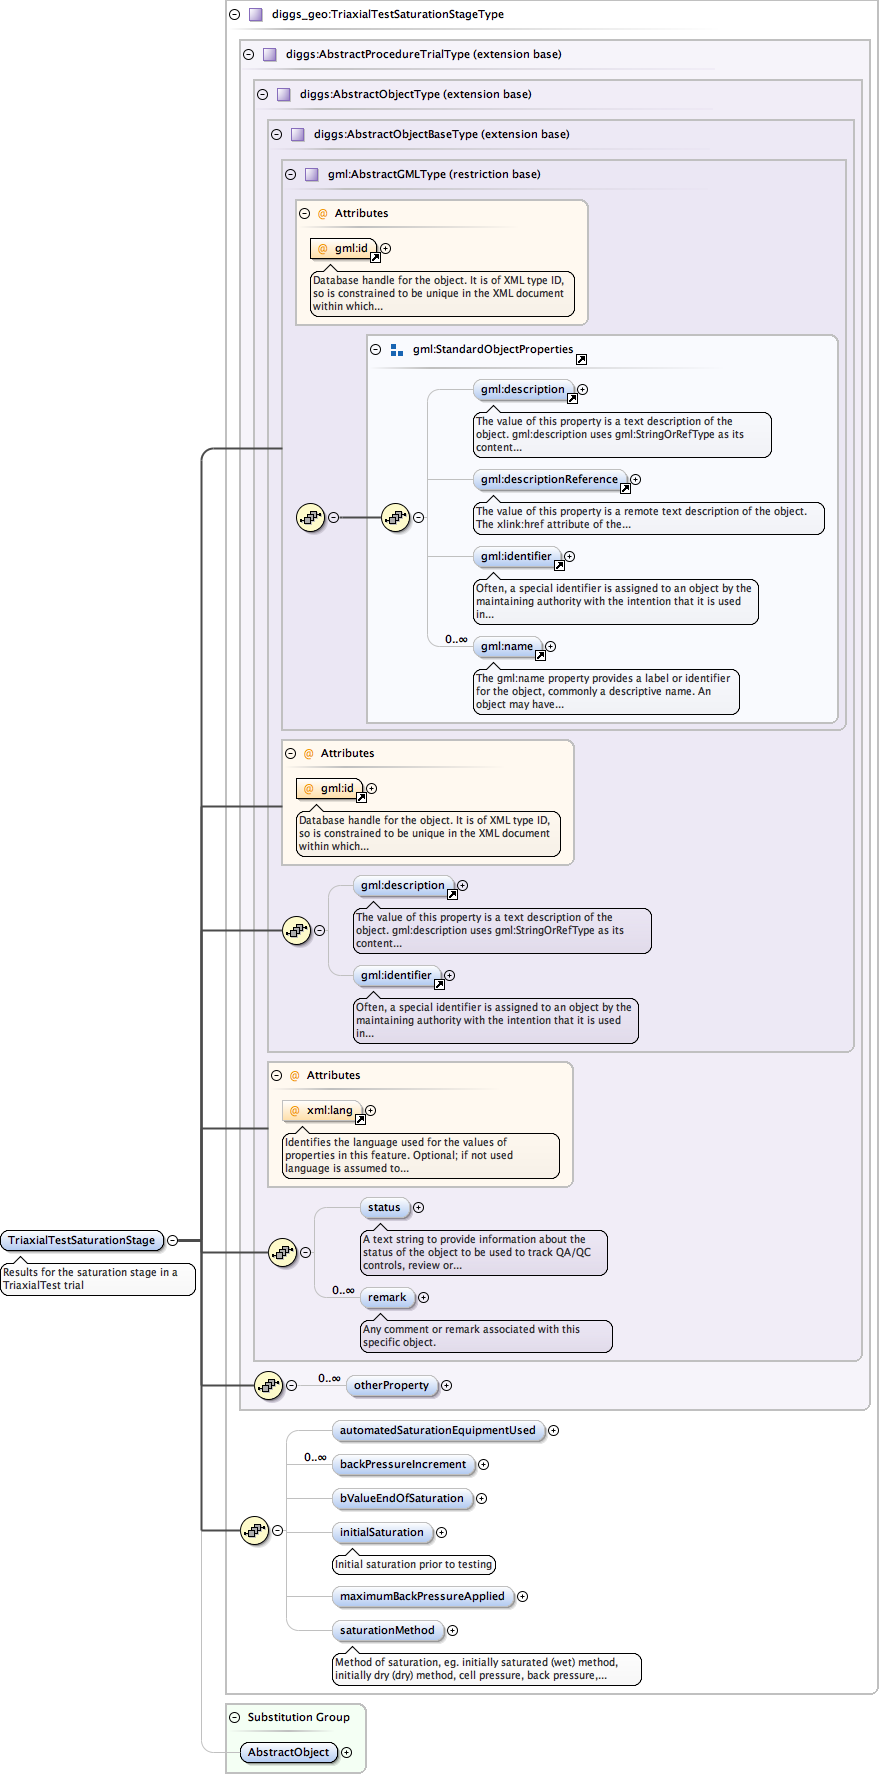 diggs_geo:TriaxialTestSaturationStageType
diggs:AbstractProcedureTrialType (extension base)
diggs:AbstractObjectType (extension base)
diggs:AbstractObjectBaseType (extension base)
gml:AbstractGMLType (restriction base)
@ Attributes
@ gml:id
Database handle for the object. It is of XML type ID,
so is constrained to be unique in the XML document
within which...
gml:StandardObjectProperties
gml:description
The value of this property is a text description of the
object. gml:description uses gml:StringOrRefType as its
content...
gml:descriptionReference
The value of this property is a remote text description of the object.
The xlink:href attribute of the...
gml:identifier
Often, a special identifier is assigned to an object by the
maintaining authority with the intention that it is used
in...
0..∞
gml:name
The gml:name property provides a label or identifier
for the object, commonly a descriptive name. An
object may have...
@ Attributes
@ gml:id
Database handle for the object. It is of XML type ID,
so is constrained to be unique in the XML document
within which...
gml:description
The value of this property is a text description of the
object. gml:description uses gml:StringOrRefType as its
content...
gml:identifier
Often, a special identifier is assigned to an object by the
maintaining authority with the intention that it is used
in...
@ Attributes
@ xml:lang
Identifies the language used for the values of
properties in this feature. Optional; if not used
language is assumed to...
status
A text string to provide information about the
status of the object to be used to track QA/QC
controls, review or...
0..∞
remark
Any comment or remark associated with this
specific object.
TriaxialTestSaturationStage
Results for the saturation stage in a
TriaxialTest trial
0..∞
otherProperty
automatedSaturationEquipmentUsed
0..∞
backPressureIncrement
bValueEndOfSaturation
initialSaturation
Initial saturation prior to testing
maximumBackPressureApplied
saturationMethod
Method of saturation, eg. initially saturated (wet) method,
initially dry (dry) method, cell pressure, back pressure,...
Substitution Group
AbstractObject